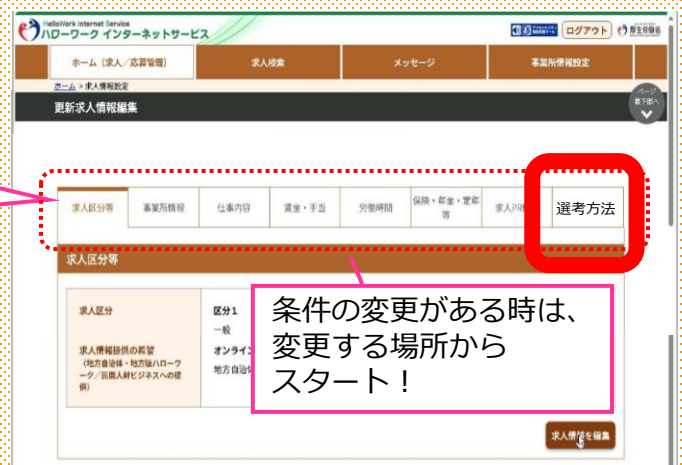 HelloWork Internet Service
ハローワーク インターネットサービス
ログアウト
厚生労働省
ホーム（求人／応募管理）
求人検索
メッセージ
事業所情報設定
ホーム > 求人情報設定
更新求人情報編集
ページ
最下部へ
求人区分等
事業所情報
仕事内容
賃金・手当
労働時間
保険・年金・定年
等
求人PR
選考方法
求人区分等
求人区分
区分1
一般
求人情報提供の希望
（地方自治体・地方版ハローワ
ーク／民間人材ビジネスへの提
供）
オンライン
地方自治体
条件の変更がある時は、
変更する場所から
スタート！
求人情報を編集